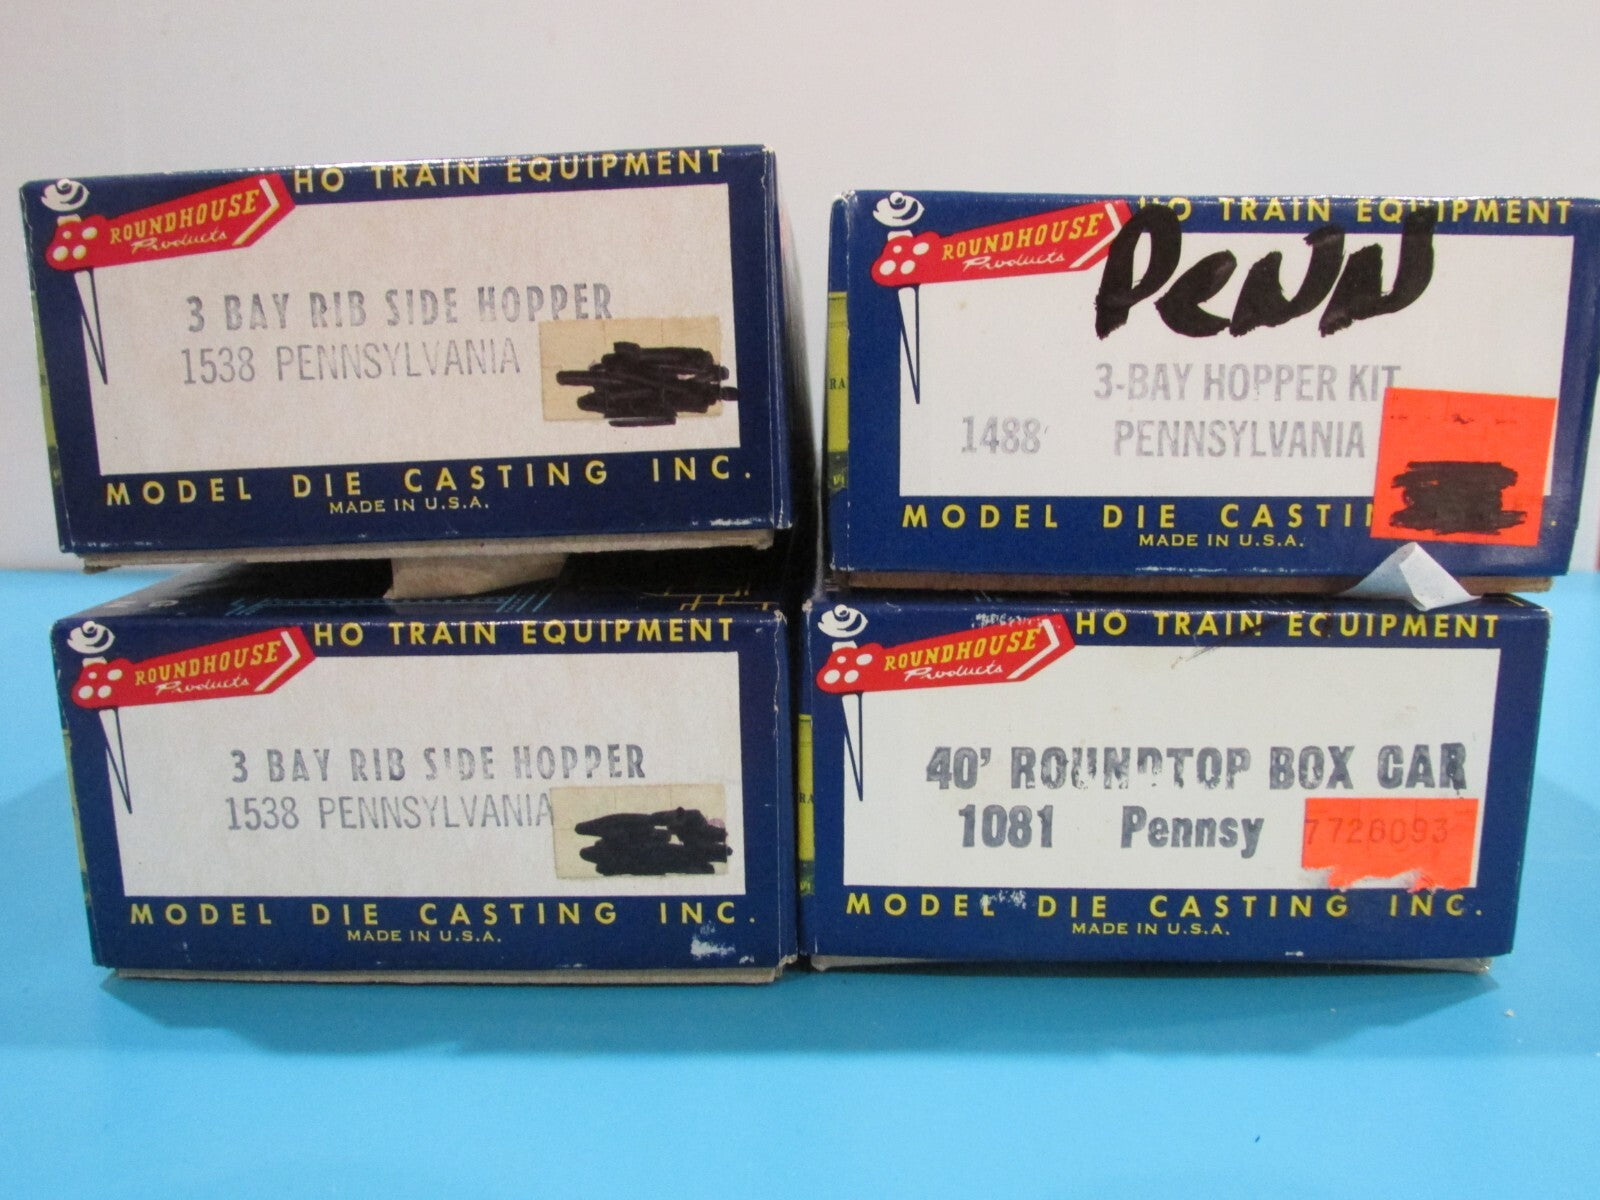 HO TRAIN EQUIPMENT
ROUNDHOUSE
Products
3 BAY RIB SIDE HOPPER
1538 PENNSYLVANIA
MODEL DIE CASTING INC.
MADE IN U.S.A.
HO TRAIN EQUIPMENT
ROUNDHOUSE
Products
PENN
3-BAY HOPPER KIT
1488 PENNSYLVANIA
MODEL DIE CASTIN
MADE IN U.S.A.
HO TRAIN EQUIPMENT
ROUNDHOUSE
Products
3 BAY RIB SIDE HOPPER
1538 PENNSYLVANIA
MODEL DIE CASTING INC.
MADE IN U.S.A.
HO TRAIN EQUIPMENT
ROUNDHOUSE
Products
40' ROUNDTOP BOX CAR
1081 Pennsy
7726093
MODEL DIE CASTING INC.
MADE IN U.S.A.